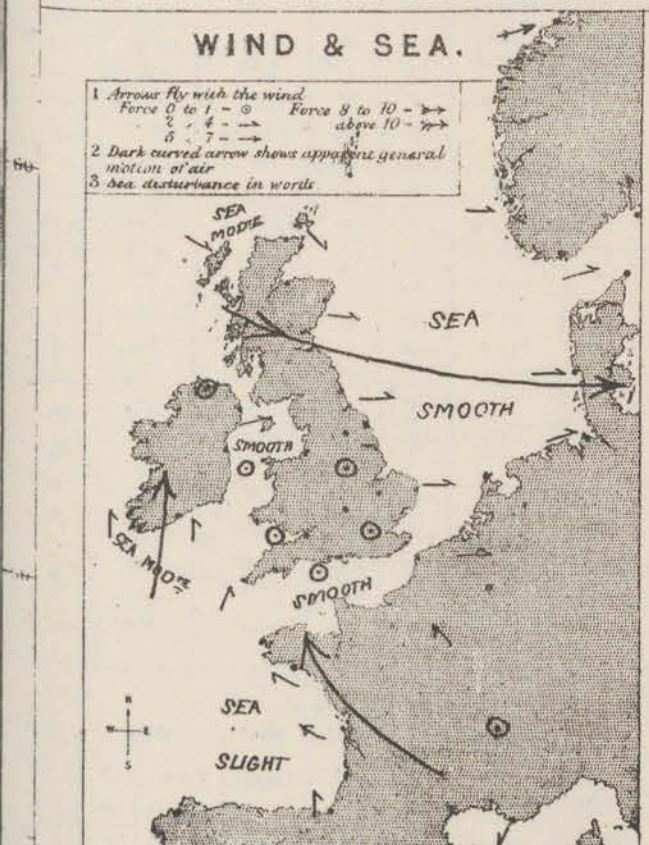 WIND & SEA.
1 Arrows fly with the wind
Force 0 to 1 - Force 8 to 10 -
" 2 " 4 - above 10 -
" 5 " 7 -
2 Dark curved arrow shows apparent general
motion of air
3 Sea disturbance in words
SEA
MODTE
SEA
SMOOTH
SMOOTH
SEA MODTE
SMOOTH
N
W E
S
SEA
SLIGHT